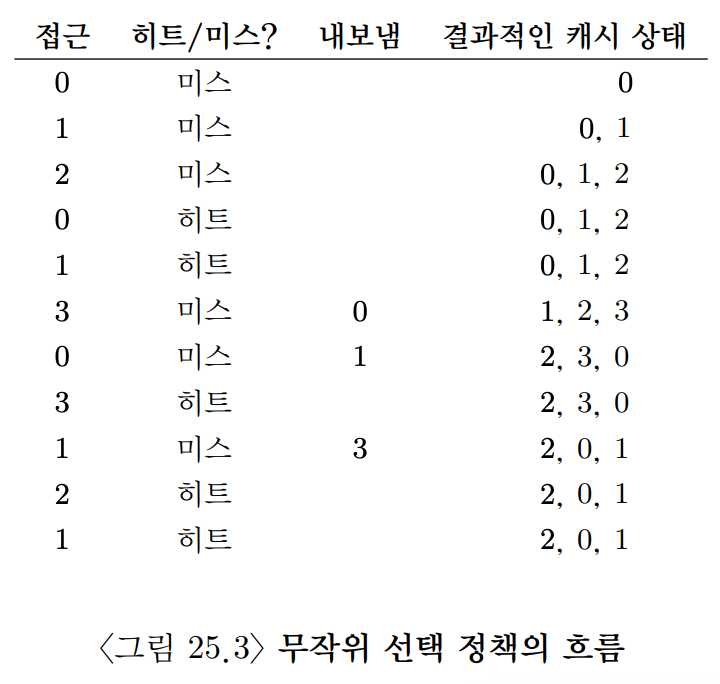 접근 히트/미스? 내보냄 결과적인 캐시 상태
0 미스 0
1 미스 0, 1
2 미스 0, 1, 2
0 히트 0, 1, 2
1 히트 0, 1, 2
3 미스 0 1, 2, 3
0 미스 1 2, 3, 0
3 히트 2, 3, 0
1 미스 3 2, 0, 1
2 히트 2, 0, 1
1 히트 2, 0, 1
〈그림 25.3〉 무작위 선택 정책의 흐름